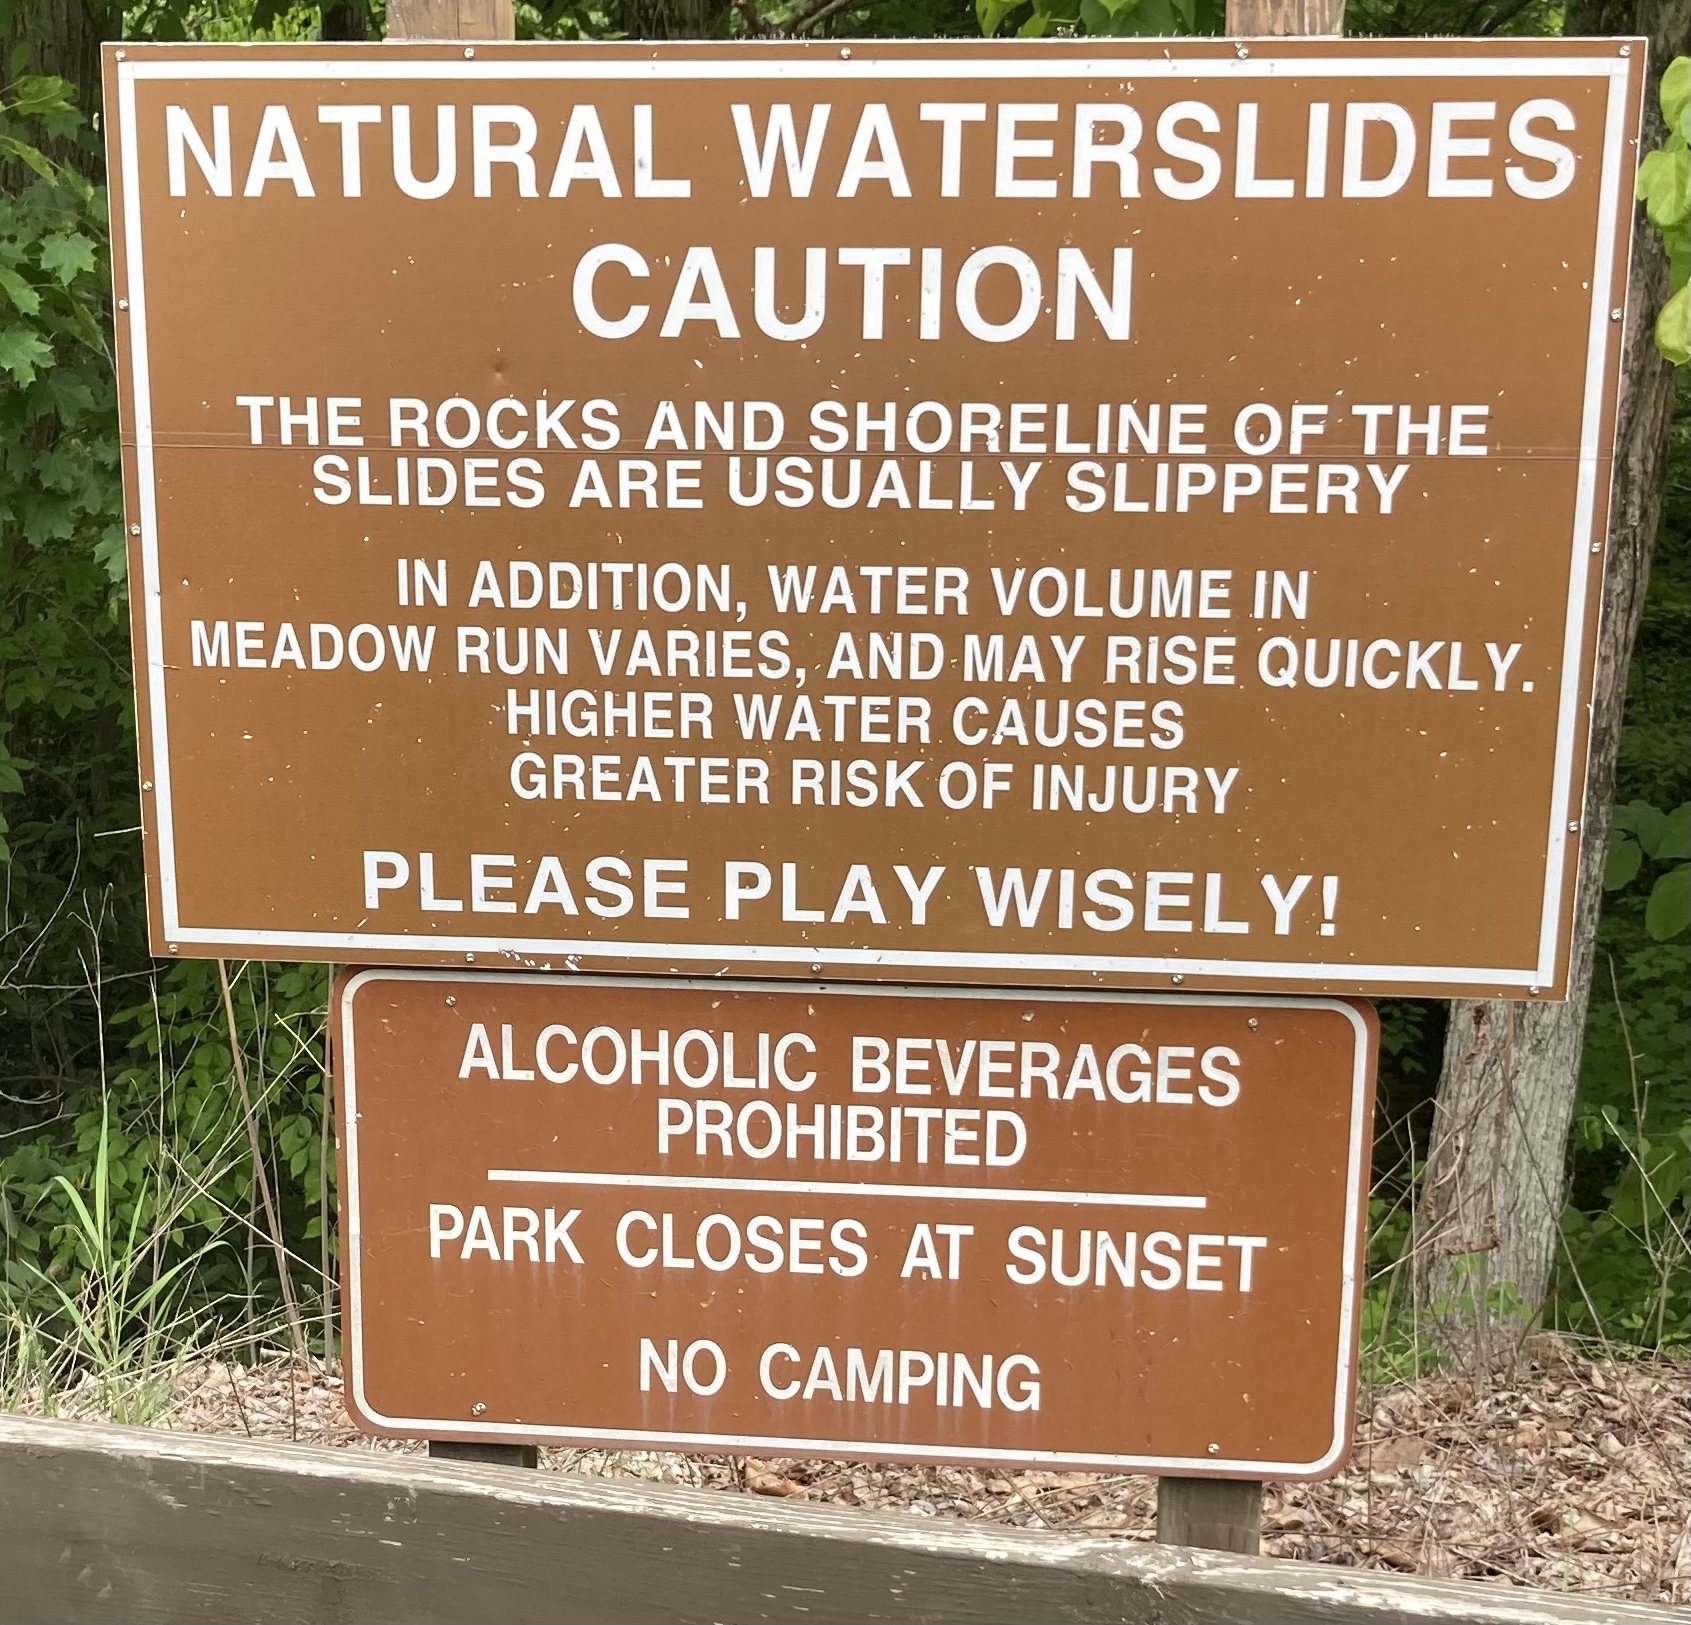 NATURAL WATERSLIDES
CAUTION
THE ROCKS AND SHORELINE OF THE
SLIDES ARE USUALLY SLIPPERY
IN ADDITION, WATER VOLUME IN
MEADOW RUN VARIES, AND MAY RISE QUICKLY.
HIGHER WATER CAUSES
GREATER RISK OF INJURY
PLEASE PLAY WISELY!
ALCOHOLIC BEVERAGES
PROHIBITED
PARK CLOSES AT SUNSET
NO CAMPING